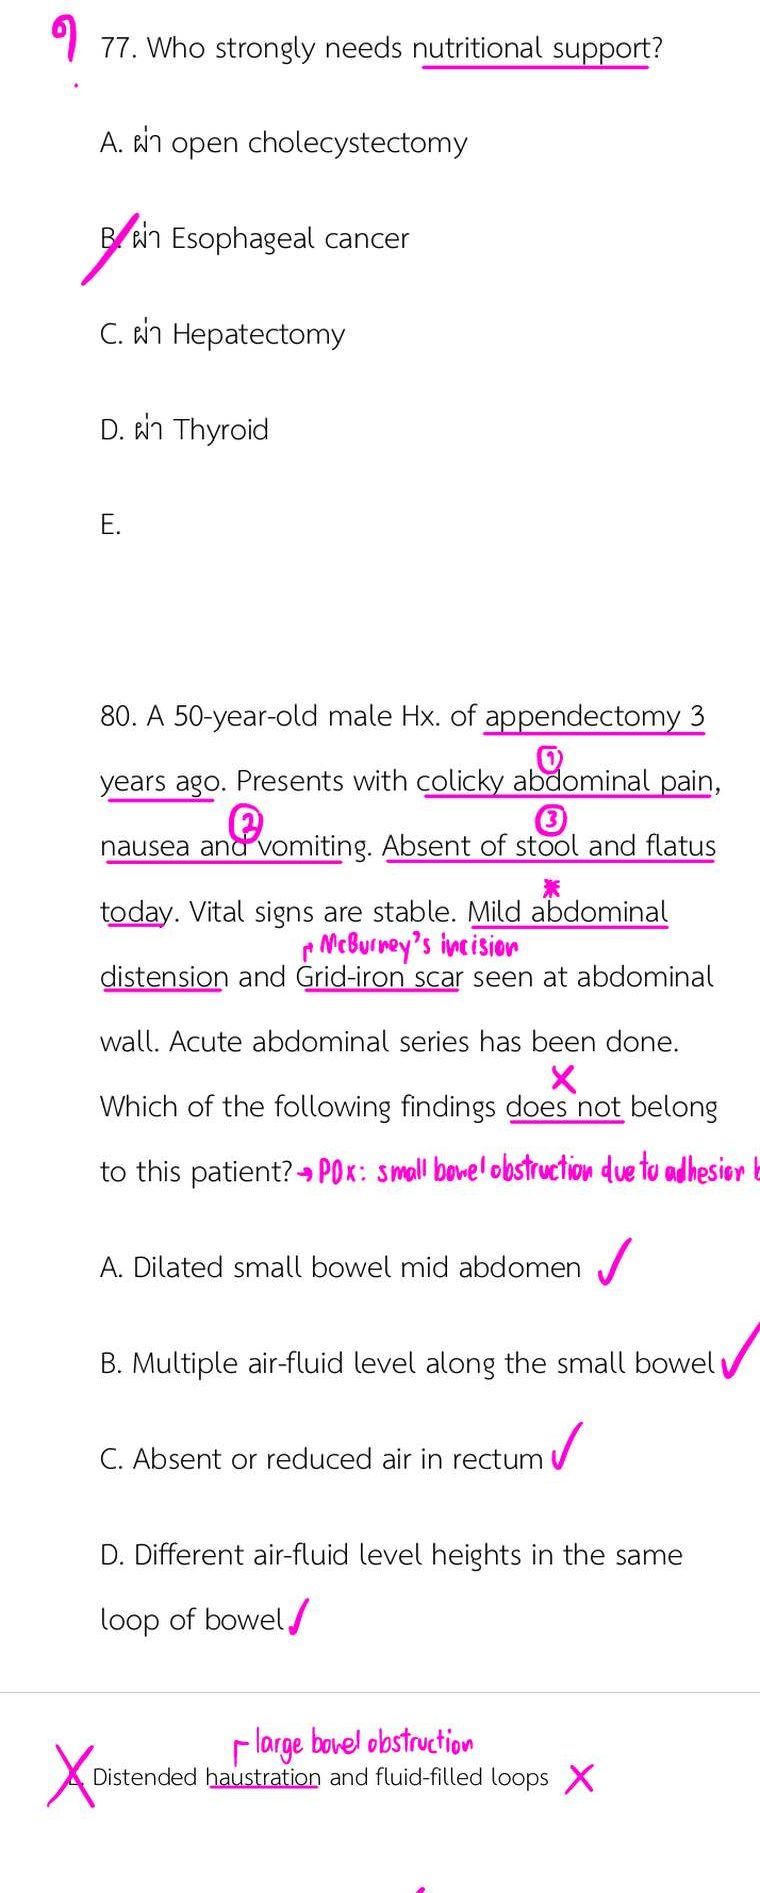 ๆ 77. Who strongly needs nutritional support?
A. ผ่า open cholecystectomy
B. ผ่า Esophageal cancer
C. ผ่า Hepatectomy
D. ผ่า Thyroid
E.
80. A 50-year-old male Hx. of appendectomy 3
①
years ago. Presents with colicky abdominal pain,
② ③
nausea and vomiting. Absent of stool and flatus
*
today. Vital signs are stable. Mild abdominal
McBurney's incision
distension and Grid-iron scar seen at abdominal
wall. Acute abdominal series has been done.
Which of the following findings does not belong
to this patient? → PDx: small bowel obstruction due to adhesion
A. Dilated small bowel mid abdomen ✓
B. Multiple air-fluid level along the small bowel ✓
C. Absent or reduced air in rectum ✓
D. Different air-fluid level heights in the same
loop of bowel ✓
large bowel obstruction
Distended haustration and fluid-filled loops ✗